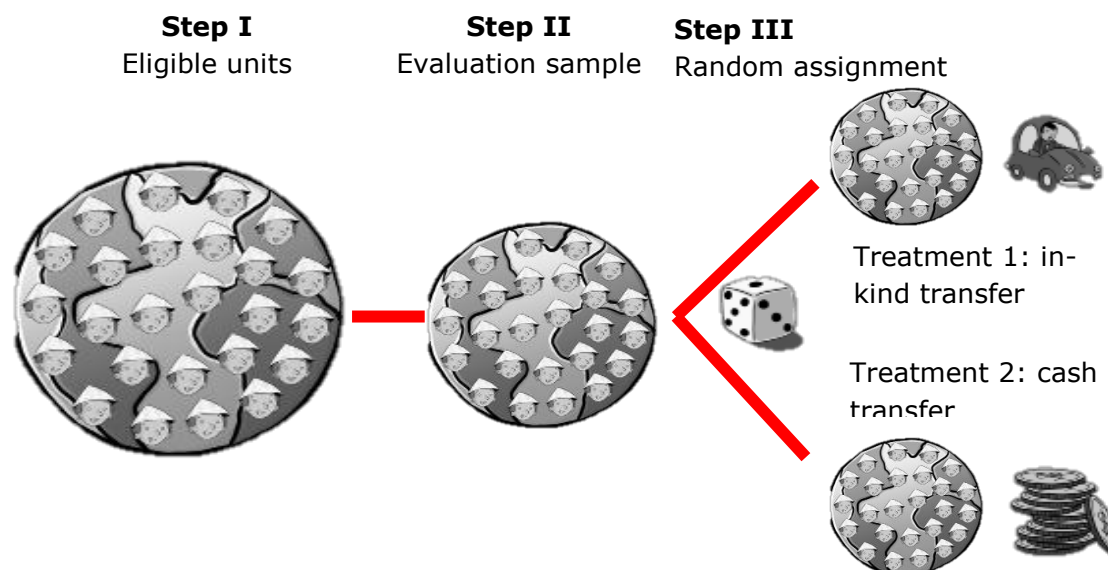 Step I
Eligible units
Step II
Evaluation sample
Step III
Random assignment
Treatment 1: in-
kind transfer
Treatment 2: cash
transfer